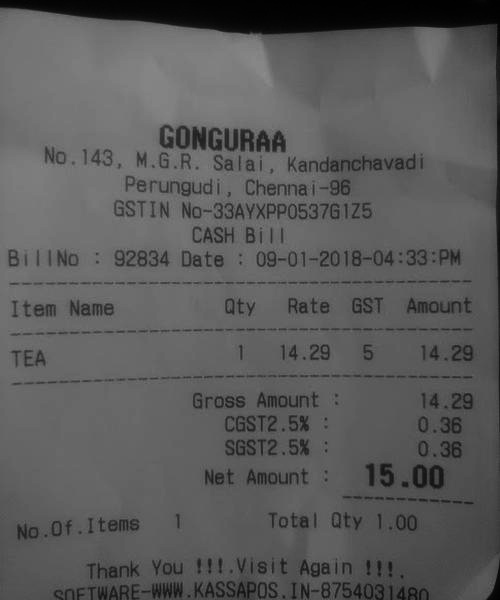 GONGURAA
No.143, M.G.R. Salai, Kandanchavadi
Perungudi, Chennai-96
GSTIN No-33AYXPP0537G1Z5
CASH Bill
BillNo : 92834 Date : 09-01-2018-04:33:PM
Item Name Qty Rate GST Amount
TEA 1 14.29 5 14.29
Gross Amount : 14.29
CGST2.5% : 0.36
SGST2.5% : 0.36
Net Amount : 15.00
No.Of.Items 1 Total Qty 1.00
Thank You !!!.Visit Again !!!.
SOFTWARE-WWW.KASSAPOS.IN-8754031480